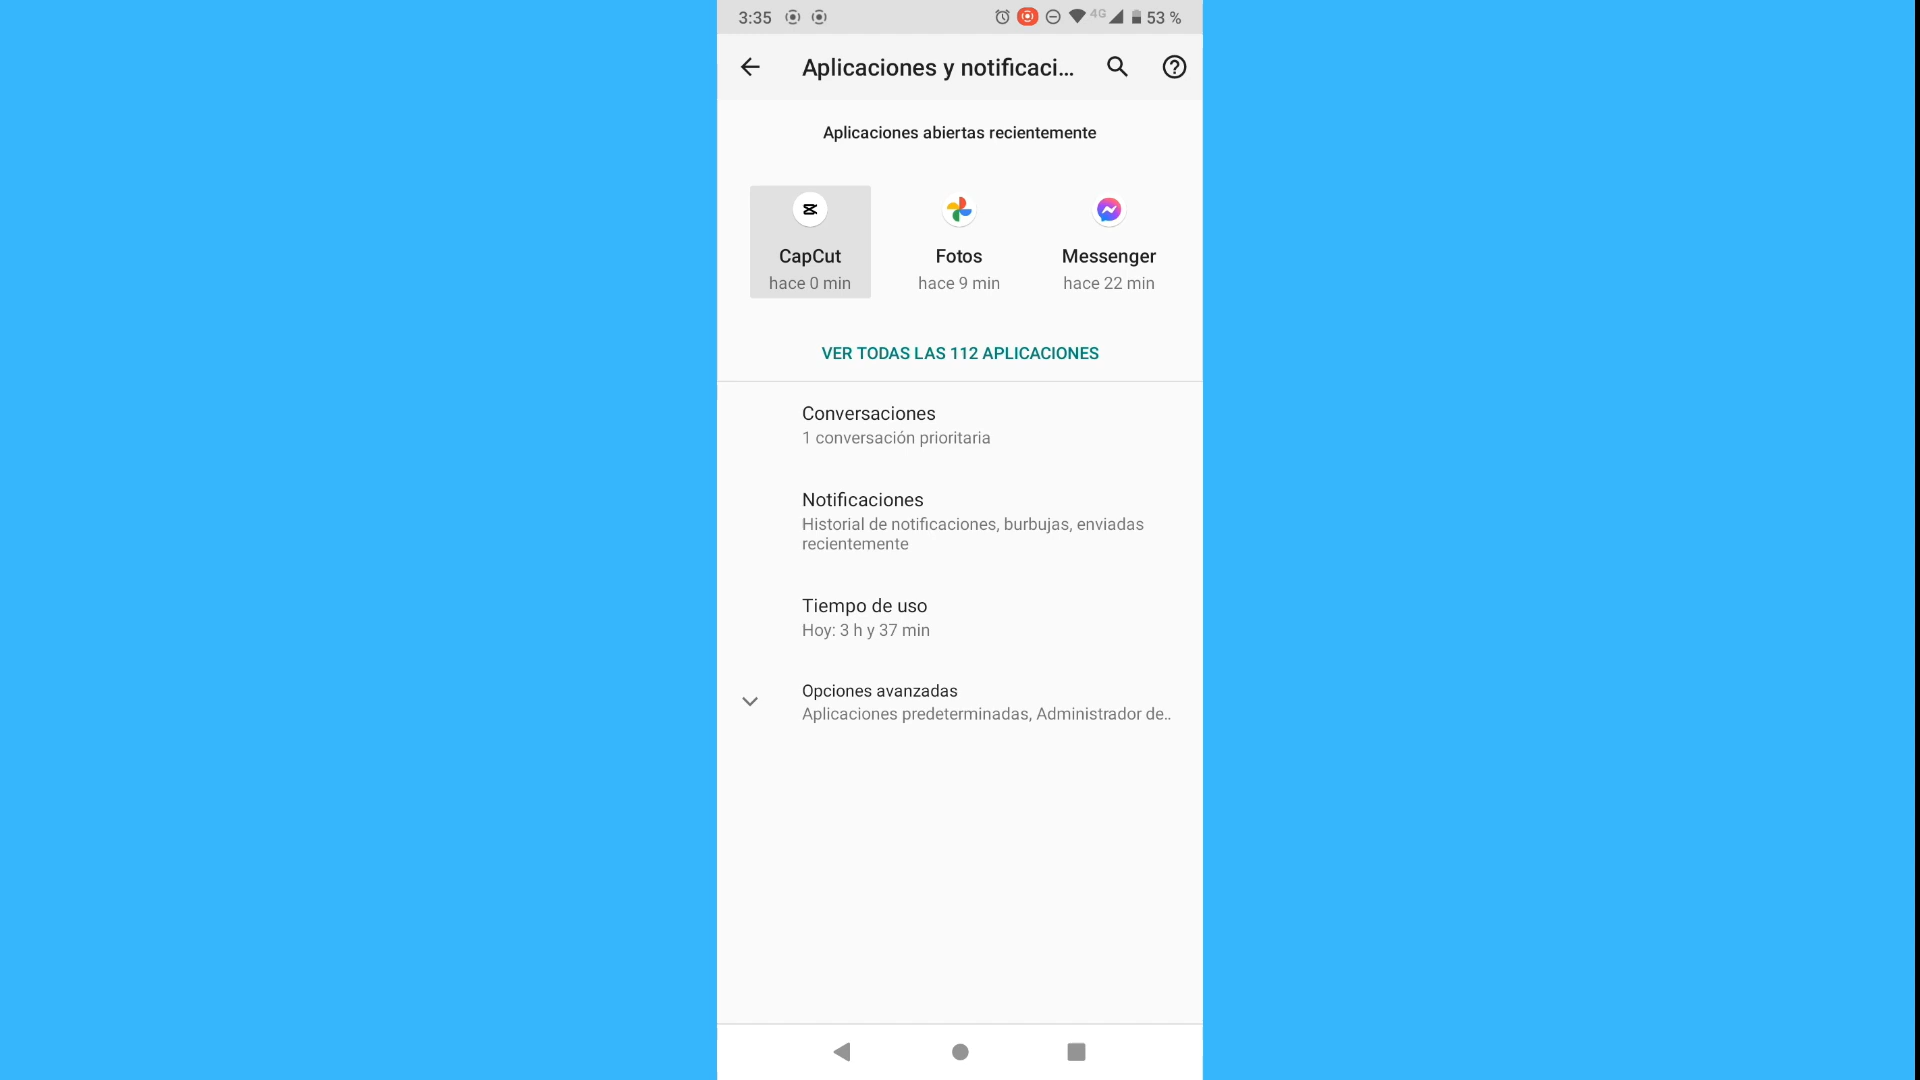 3:35
4G
53 %
Aplicaciones y notificaci...
Aplicaciones abiertas recientemente
CapCut
hace 0 min
Fotos
hace 9 min
Messenger
hace 22 min
VER TODAS LAS 112 APLICACIONES
Conversaciones
1 conversación prioritaria
Notificaciones
Historial de notificaciones, burbujas, enviadas
recientemente
Tiempo de uso
Hoy: 3 h y 37 min
Opciones avanzadas
Aplicaciones predeterminadas, Administrador de..